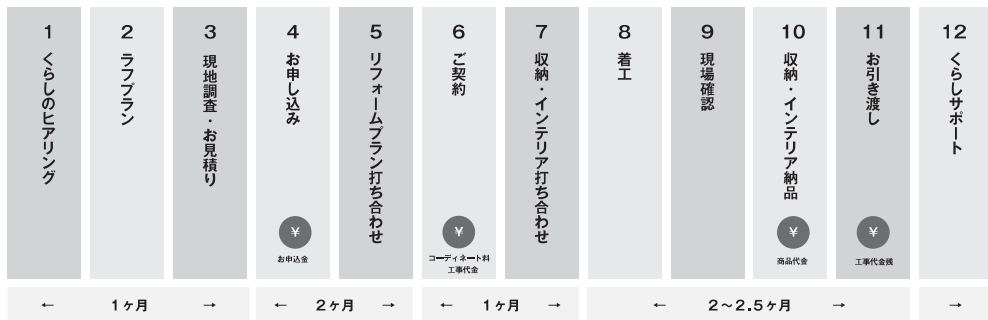 1
くらしのヒアリング
2
ラフプラン
3
現地調査・お見積り
4
お申し込み
¥
お申込金
5
リフォームプラン打ち合わせ
6
ご契約
¥
コーディネート料
工事代金
7
収納・インテリア打ち合わせ
8
着工
9
現場確認
10
収納・インテリア納品
¥
商品代金
11
お引き渡し
¥
工事代金残
12
くらしサポート
← 1ヶ月 →
← 2ヶ月 →
← 1ヶ月 →
← 2〜2.5ヶ月 →
→